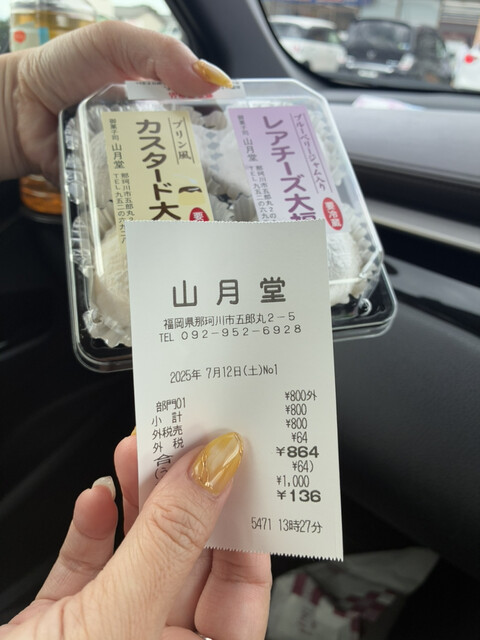 プリン風
カスタード大
御菓子司 山月堂
ブルーベリージャム入り
レアチーズ大福
要冷蔵
御菓子司 山月堂
山月堂
福岡県那珂川市五郎丸2-5
TEL 092-952-6928
2025年 7月12日(土)No1
部門01 ¥800外
小 計 ¥800
外税売 ¥800
外 税 ¥64
合 ¥864
¥64)
¥1,000
¥136
5471 13時27分